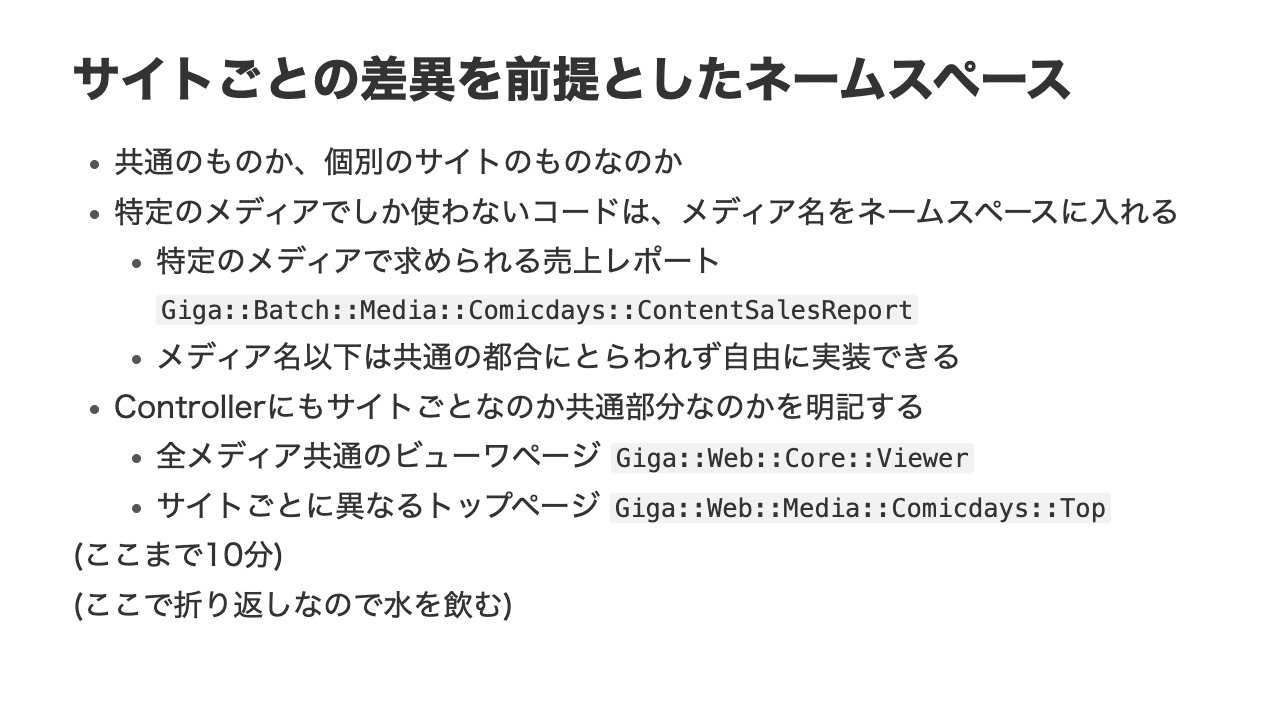 サイトごとの差異を前提としたネームスペース
共通のものか、個別のサイトのものなのか
特定のメディアでしか使わないコードは、メディア名をネームスペースに入れる
特定のメディアで求められる売上レポート
Giga::Batch::Media::Comicdays::ContentSalesReport
メディア名以下は共通の都合にとらわれず自由に実装できる
Controllerにもサイトごとなのか共通部分なのかを明記する
全メディア共通のビューワページ Giga::Web::Core::Viewer
サイトごとに異なるトップページ Giga::Web::Media::Comicdays::Top
(ここまで10分)
(ここで折り返しなので水を飲む)